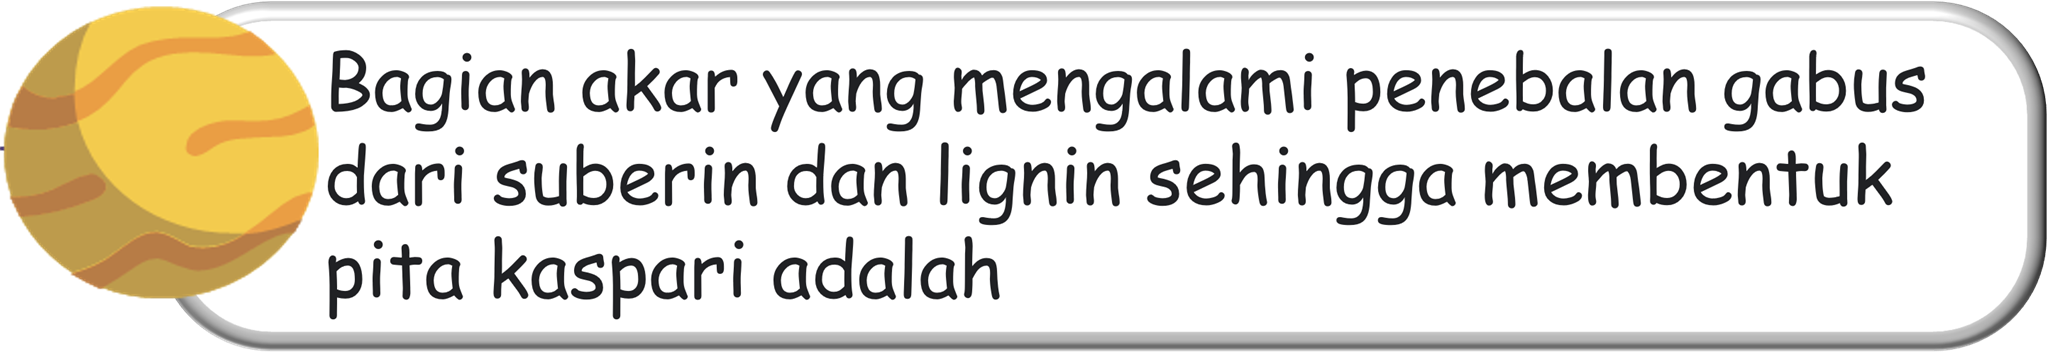 Bagian akar yang mengalami penebalan gabus
dari suberin dan lignin sehingga membentuk
pita kaspari adalah